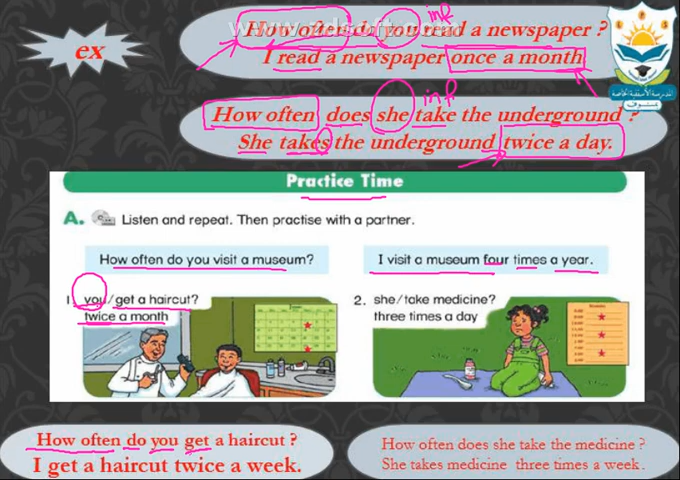 How often do you read a newspaper ?
I read a newspaper once a month
inf
ex
How often does she take the underground ?
inf
She takes the underground twice a day.
Practice Time
A. Listen and repeat. Then practise with a partner.
How often do you visit a museum?
I visit a museum four times a year.
1. you/get a haircut?
twice a month
2. she/take medicine?
three times a day
How often do you get a haircut ?
I get a haircut twice a week.
How often does she take the medicine ?
She takes medicine three times a week.